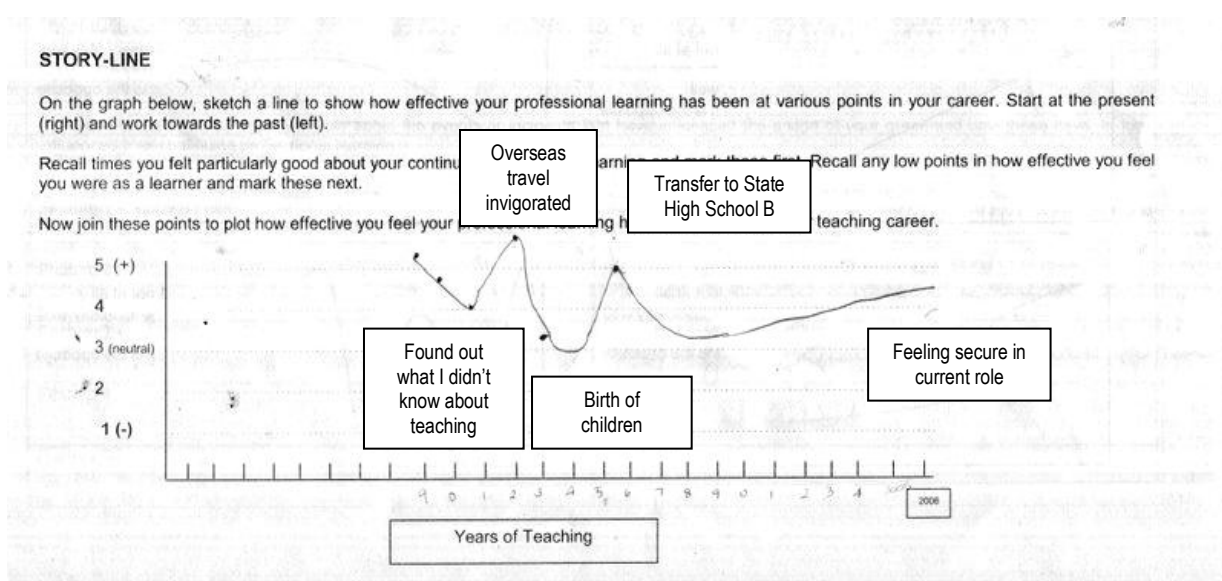 STORY-LINE
On the graph below, sketch a line to show how effective your professional learning has been at various points in your career. Start at the present
(right) and work towards the past (left).
Recall times you felt particularly good about your continu
arning and mark these first. Recall any low points in how effective you feel
you were as a learner and mark these next.
Now join these points to plot how effective you feel your professional learning h
teaching career.
Overseas
travel
invigorated
Transfer to State
High School B
5 (+)
3 (neutral)
2
1 (-)
Found out
what I didn't
know about
teaching
Birth of
children
Feeling secure in
current role
9 0 1 2 3 4 5 6 7 8 9 0 1 2 3 4
2006
Years of Teaching